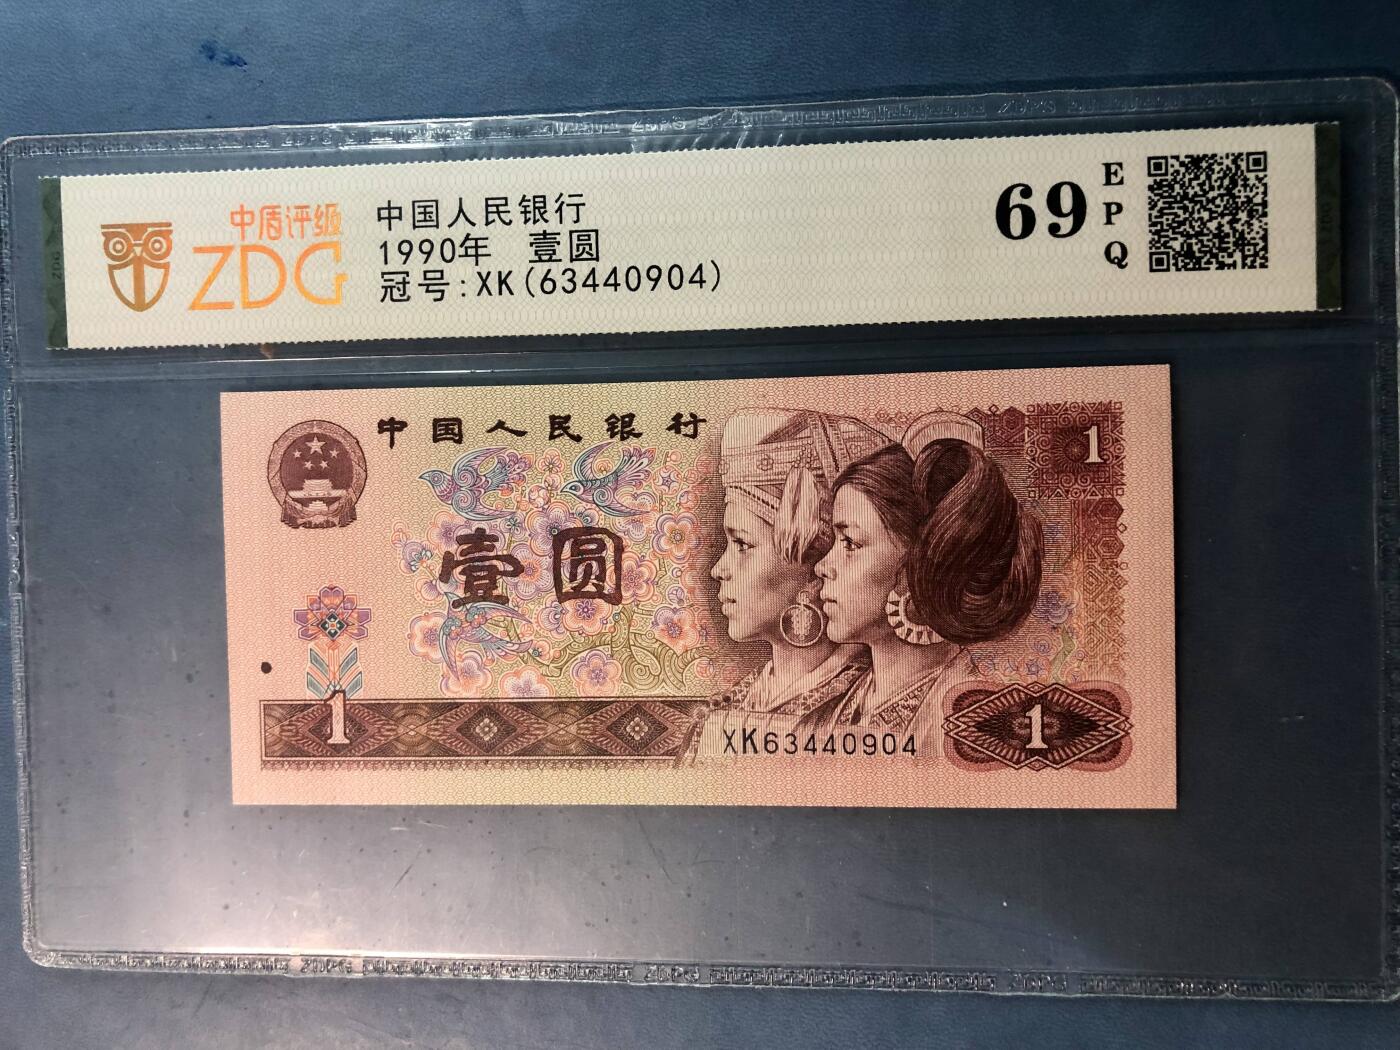 中盾评级
ZDG
中国人民银行
1990年 壹圆
冠号:XK(63440904)
69
EPQ
中国人民银行
1
壹圆
1
XK63440904
1